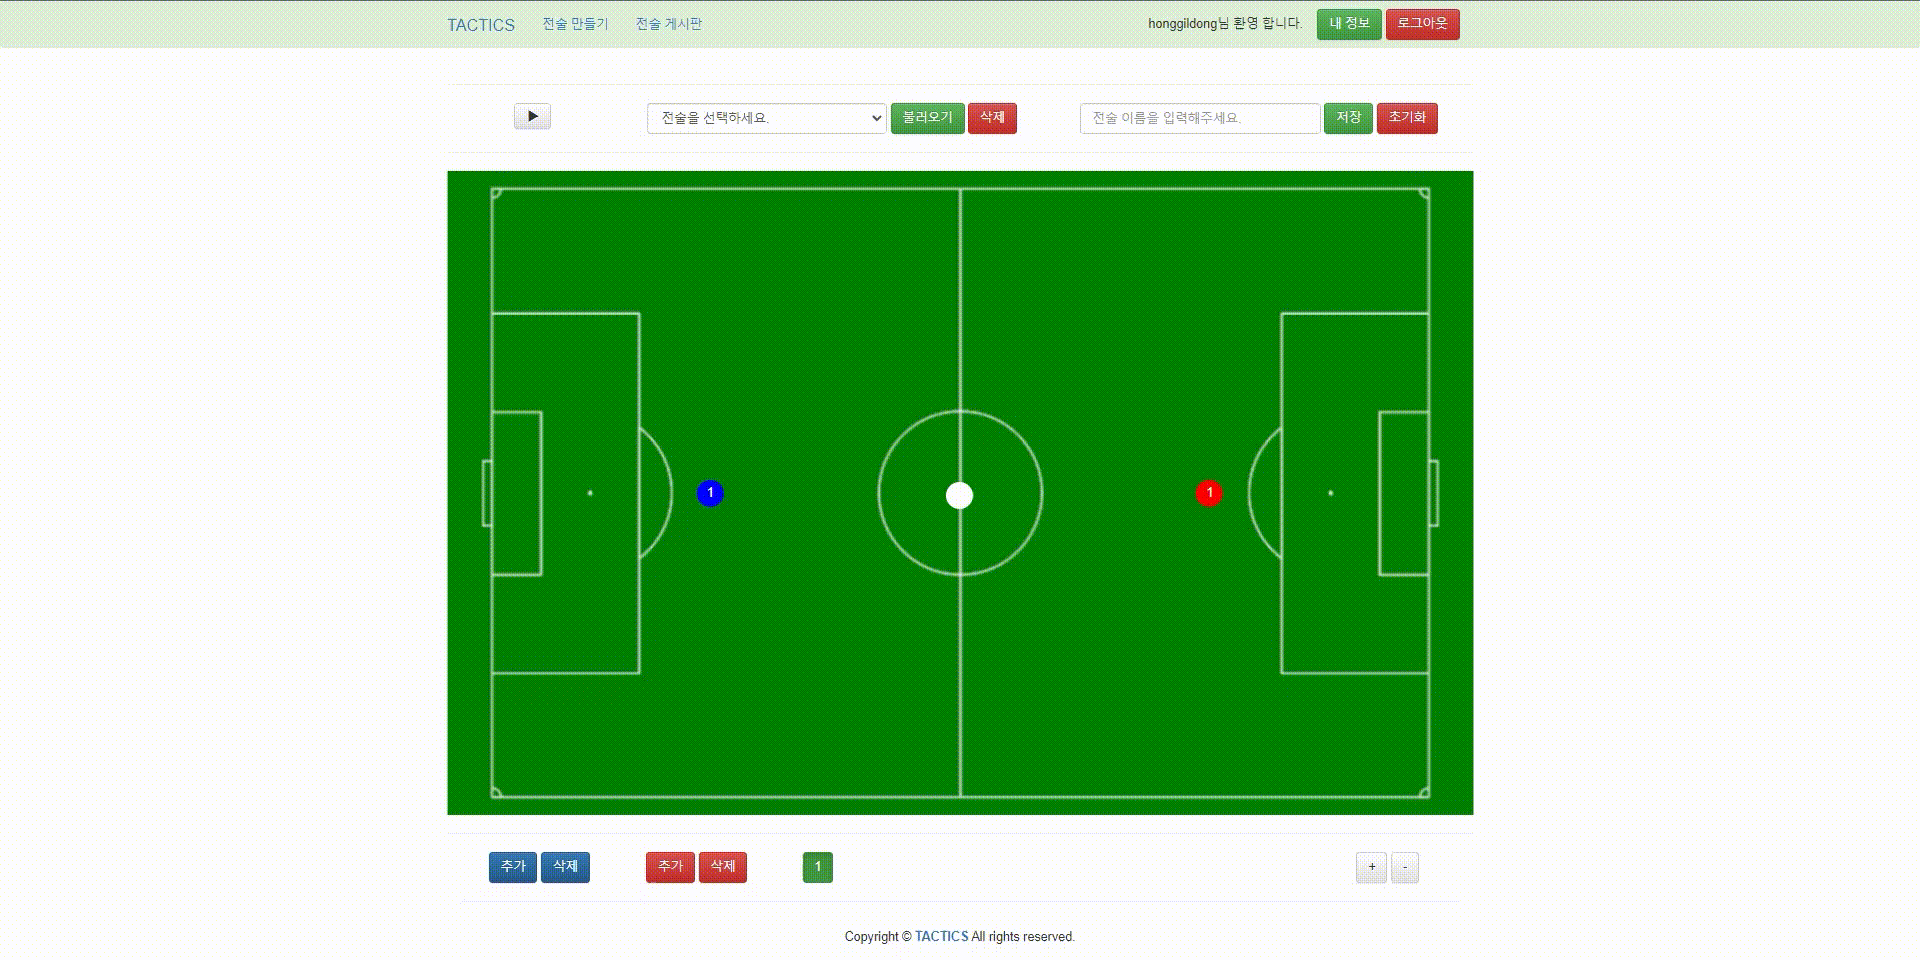 TACTICS 전술 만들기 전술 게시판 honggildong님 환영 합니다. 내 정보 로그아웃
▶ 전술을 선택하세요. 불러오기 삭제 전술 이름을 입력해주세요. 저장 초기화
1 1
추가 삭제 추가 삭제 1 + -
Copyright © TACTICS All rights reserved.